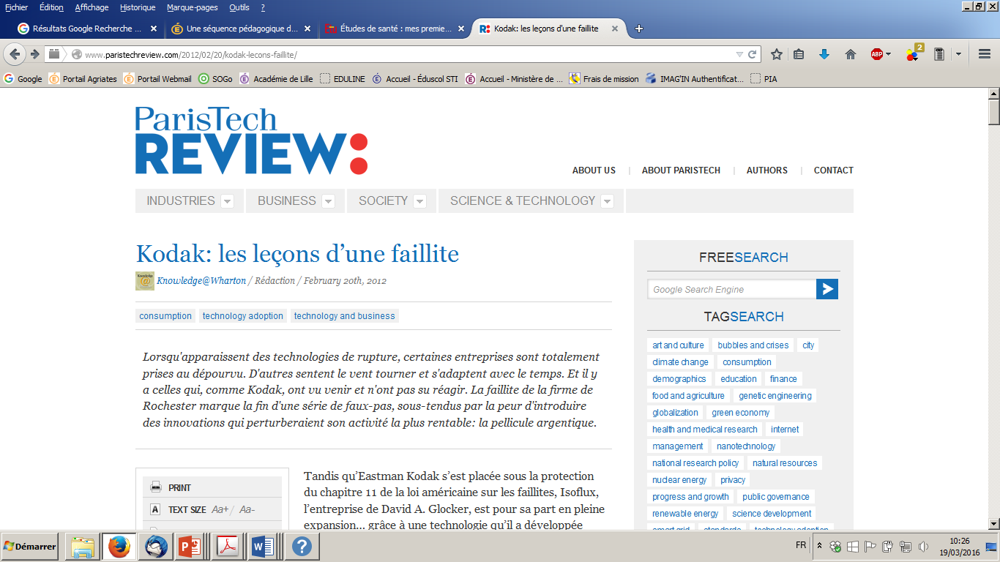 Fichier Édition Affichage Historique Marque-pages Outils ?
Résultats Google Recherche ... Une séquence pédagogique d... Études de santé : mes premie... Kodak: les leçons d'une faillite
www.paristechreview.com/2012/02/20/kodak-lecons-faillite/
ABP 2
Google Portail Agriates Portail Webmail SOGo Académie de Lille EDULINE Accueil - Éduscol STI Accueil - Ministère de ... Frais de mission IMAG'IN Authentificat... PIA
ParisTech
REVIEW:
ABOUT US | ABOUT PARISTECH | AUTHORS | CONTACT
INDUSTRIES BUSINESS SOCIETY SCIENCE & TECHNOLOGY
Kodak: les leçons d’une faillite
Knowledge@Wharton / Rédaction / February 20th, 2012
consumption technology adoption technology and business
Lorsqu'apparaissent des technologies de rupture, certaines entreprises sont totalement
prises au dépourvu. D'autres sentent le vent tourner et s'adaptent avec le temps. Et il y
a celles qui, comme Kodak, ont vu venir et n'ont pas su réagir. La faillite de la firme de
Rochester marque la fin d'une série de faux-pas, sous-tendus par la peur d'introduire
des innovations qui perturberaient son activité la plus rentable: la pellicule argentique.
PRINT
TEXT SIZE Aa+ / Aa-
Tandis qu’Eastman Kodak s’est placée sous la protection
du chapitre 11 de la loi américaine sur les faillites, Isoflux,
l’entreprise de David A. Glocker, est pour sa part en pleine
expansion… grâce à une technologie qu’il a développée
FREESEARCH
Google Search Engine
TAGSEARCH
art and culture bubbles and crises city
climate change consumption
demographics education finance
food and agriculture genetic engineering
globalization green economy
health and medical research internet
management nanotechnology
national research policy natural resources
nuclear energy privacy
progress and growth public governance
renewable energy science development
smart grid standards technology adoption
Démarrer
FR
10:26
19/03/2016